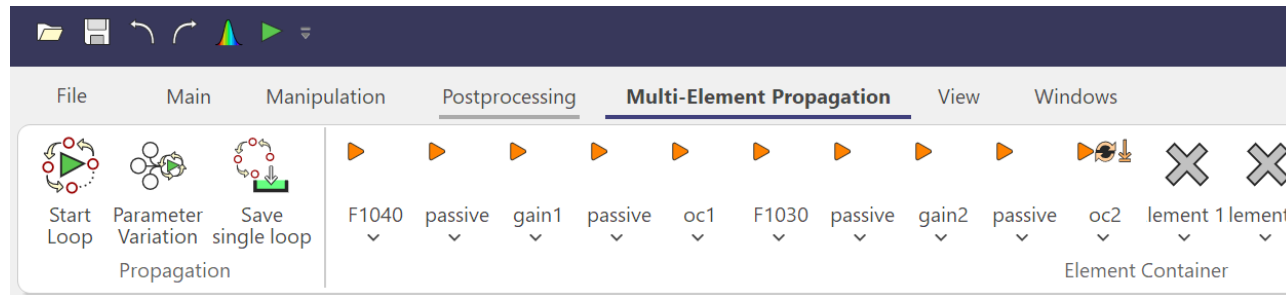 File Main Manipulation Postprocessing Multi-Element Propagation View Windows
Start Loop
Parameter Variation
Save single loop
F1040 passive gain1 passive oc1 F1030 passive gain2 passive oc2 lement 1 lement
Propagation Element Container